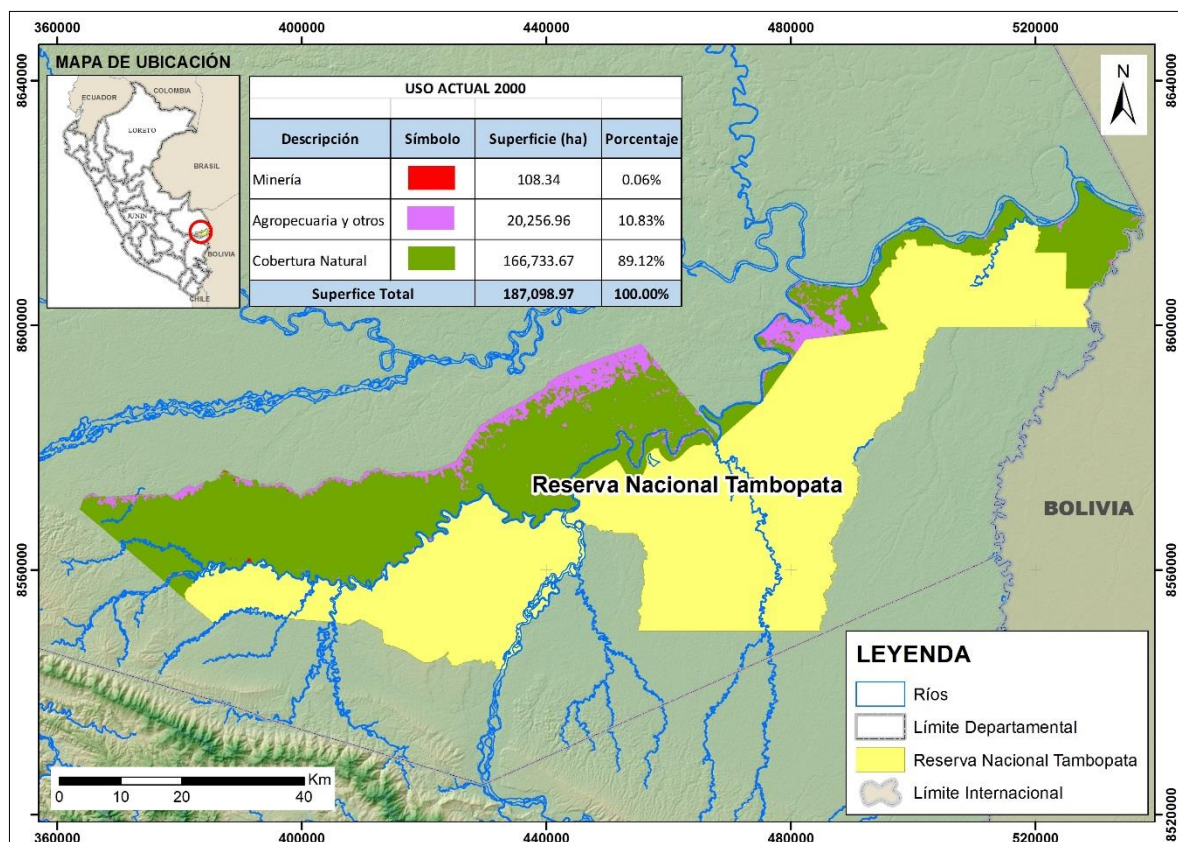 360000 400000 440000 480000 520000
MAPA DE UBICACIÓN
ECUADOR
COLOMBIA
LORETO
BRASIL
JUNIN
BOLIVIA
CHILE
USO ACTUAL 2000
Descripción Símbolo Superficie (ha) Porcentaje
Minería 108.34 0.06%
Agropecuaria y otros 20,256.96 10.83%
Cobertura Natural 166,733.67 89.12%
Superfice Total 187,098.97 100.00%
N
8640000 8640000
8600000 8600000
Reserva Nacional Tambopata
BOLIVIA
8560000 8560000
LEYENDA
Ríos
Límite Departamental
Reserva Nacional Tambopata
Límite Internacional
Km
0 10 20 40
8520000 8520000
360000 400000 440000 480000 520000